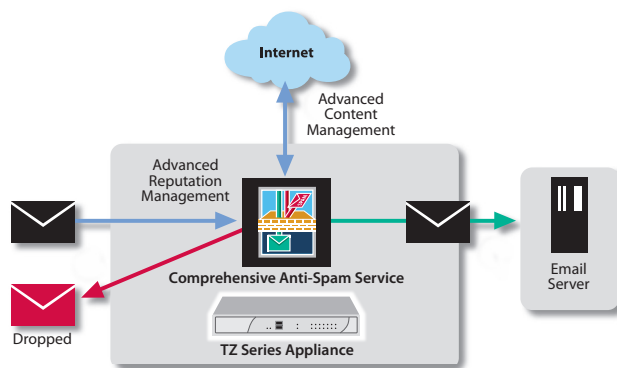 Internet
Advanced
Content
Management
Advanced
Reputation
Management
Comprehensive Anti-Spam Service
Email
Server
Dropped
TZ Series Appliance